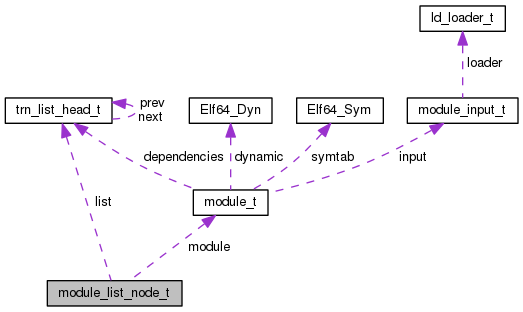 ld_loader_t
loader
prev
next
trn_list_head_t
Elf64_Dyn
Elf64_Sym
module_input_t
dependencies
dynamic
symtab
input
list
module_t
module
module_list_node_t